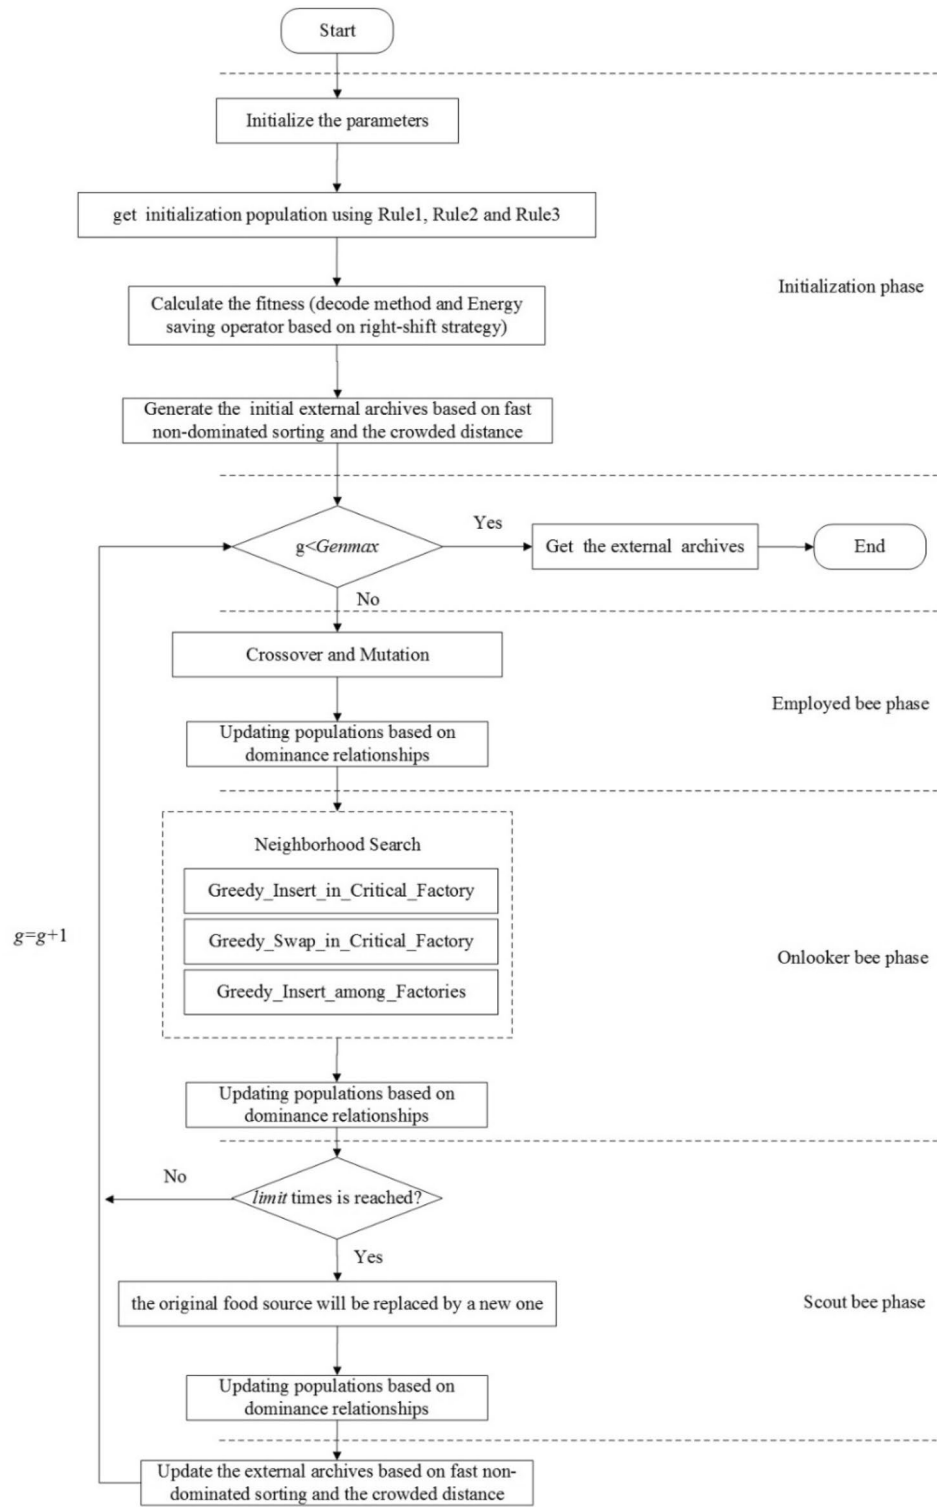 Start
Initialize the parameters
get initialization population using Rule1, Rule2 and Rule3
Initialization phase
Calculate the fitness (decode method and Energy
saving operator based on right-shift strategy)
Generate the initial external archives based on fast
non-dominated sorting and the crowded distance
g<Genmax
Yes
Get the external archives
End
No
Crossover and Mutation
Employed bee phase
Updating populations based on
dominance relationships
Neighborhood Search
Greedy_Insert_in_Critical_Factory
Greedy_Swap_in_Critical_Factory
Greedy_Insert_among_Factories
g=g+1
Onlooker bee phase
Updating populations based on
dominance relationships
No
limit times is reached?
Yes
the original food source will be replaced by a new one
Scout bee phase
Updating populations based on
dominance relationships
Update the external archives based on fast non-
dominated sorting and the crowded distance